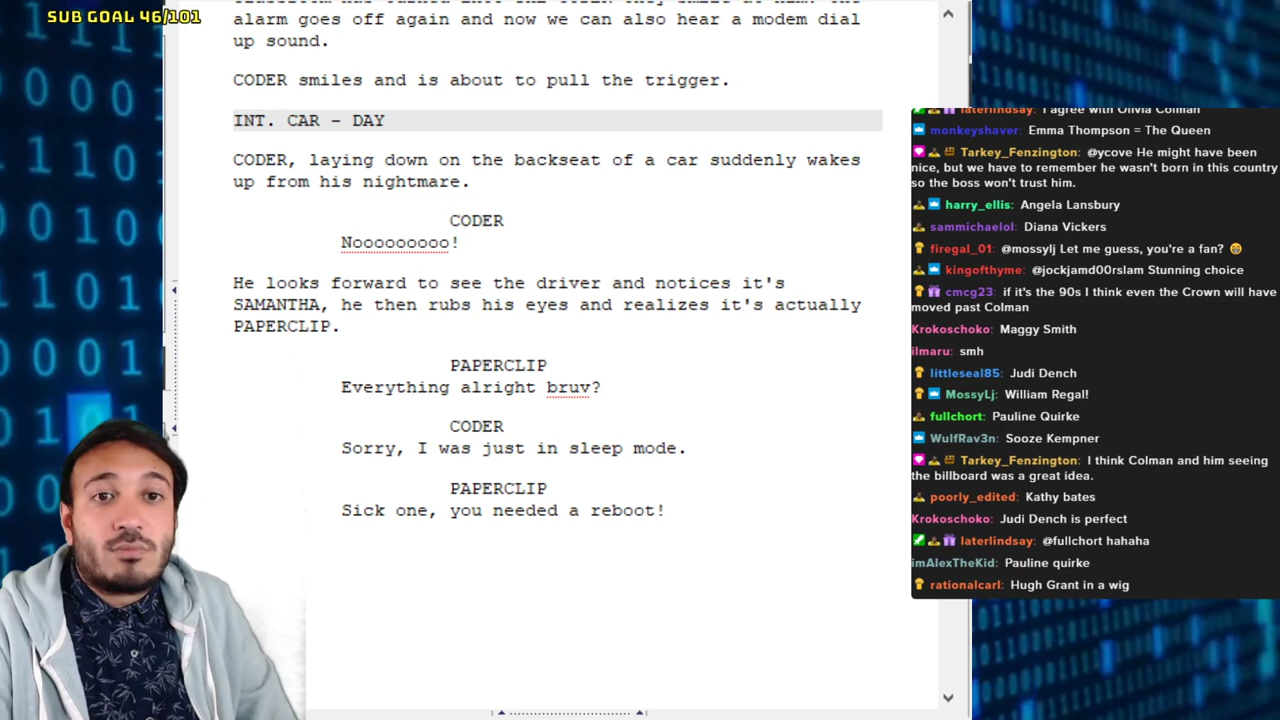 SUB GOAL 46/101
alarm goes off again and now we can also hear a modem dial
up sound.
CODER smiles and is about to pull the trigger.
INT. CAR - DAY
CODER, laying down on the backseat of a car suddenly wakes
up from his nightmare.
CODER
Nooooooooo!
He looks forward to see the driver and notices it's
SAMANTHA, he then rubs his eyes and realizes it's actually
PAPERCLIP.
PAPERCLIP
Everything alright bruv?
CODER
Sorry, I was just in sleep mode.
PAPERCLIP
Sick one, you needed a reboot!
laterlindsay: I agree with Olivia Colman
monkeyshaver: Emma Thompson = The Queen
Tarkey_Fenzington: @ycove He might have been
nice, but we have to remember he wasn't born in this country
so the boss won't trust him.
harry_ellis: Angela Lansbury
sammichaelol: Diana Vickers
firegal_01: @mossylj Let me guess, you're a fan?
kingofthyme: @jockjamd00rslam Stunning choice
cmcg23: if it's the 90s I think even the Crown will have
moved past Colman
Krokoschoko: Maggy Smith
ilmaru: smh
littleseal85: Judi Dench
MossyLj: William Regal!
fullchort: Pauline Quirke
WulfRav3n: Sooze Kempner
Tarkey_Fenzington: I think Colman and him seeing
the billboard was a great idea.
poorly_edited: Kathy bates
Krokoschoko: Judi Dench is perfect
laterlindsay: @fullchort hahaha
imAlexTheKid: Pauline quirke
rationalcarl: Hugh Grant in a wig